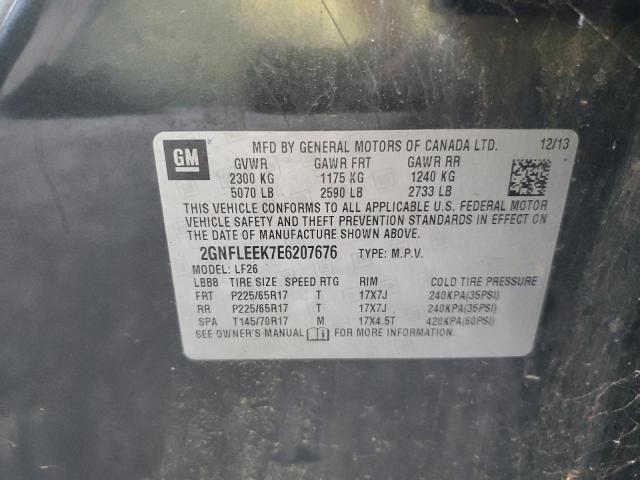 GM
MFD BY GENERAL MOTORS OF CANADA LTD. 12/13
GVWR GAWR FRT GAWR RR
2300 KG 1175 KG 1240 KG
5070 LB 2590 LB 2733 LB
THIS VEHICLE CONFORMS TO ALL APPLICABLE U.S. FEDERAL MOTOR
VEHICLE SAFETY AND THEFT PREVENTION STANDARDS IN EFFECT ON
THE DATE OF MANUFACTURE SHOWN ABOVE.
2GNFLEEK7E6207676 TYPE: M.P.V.
MODEL: LF26
LBB8 TIRE SIZE SPEED RTG RIM COLD TIRE PRESSURE
FRT P225/65R17 T 17X7J 240KPA(35PSI)
RR P225/65R17 T 17X7J 240KPA(35PSI)
SPA T145/70R17 M 17X4.5T 420KPA(60PSI)
SEE OWNER'S MANUAL FOR MORE INFORMATION.